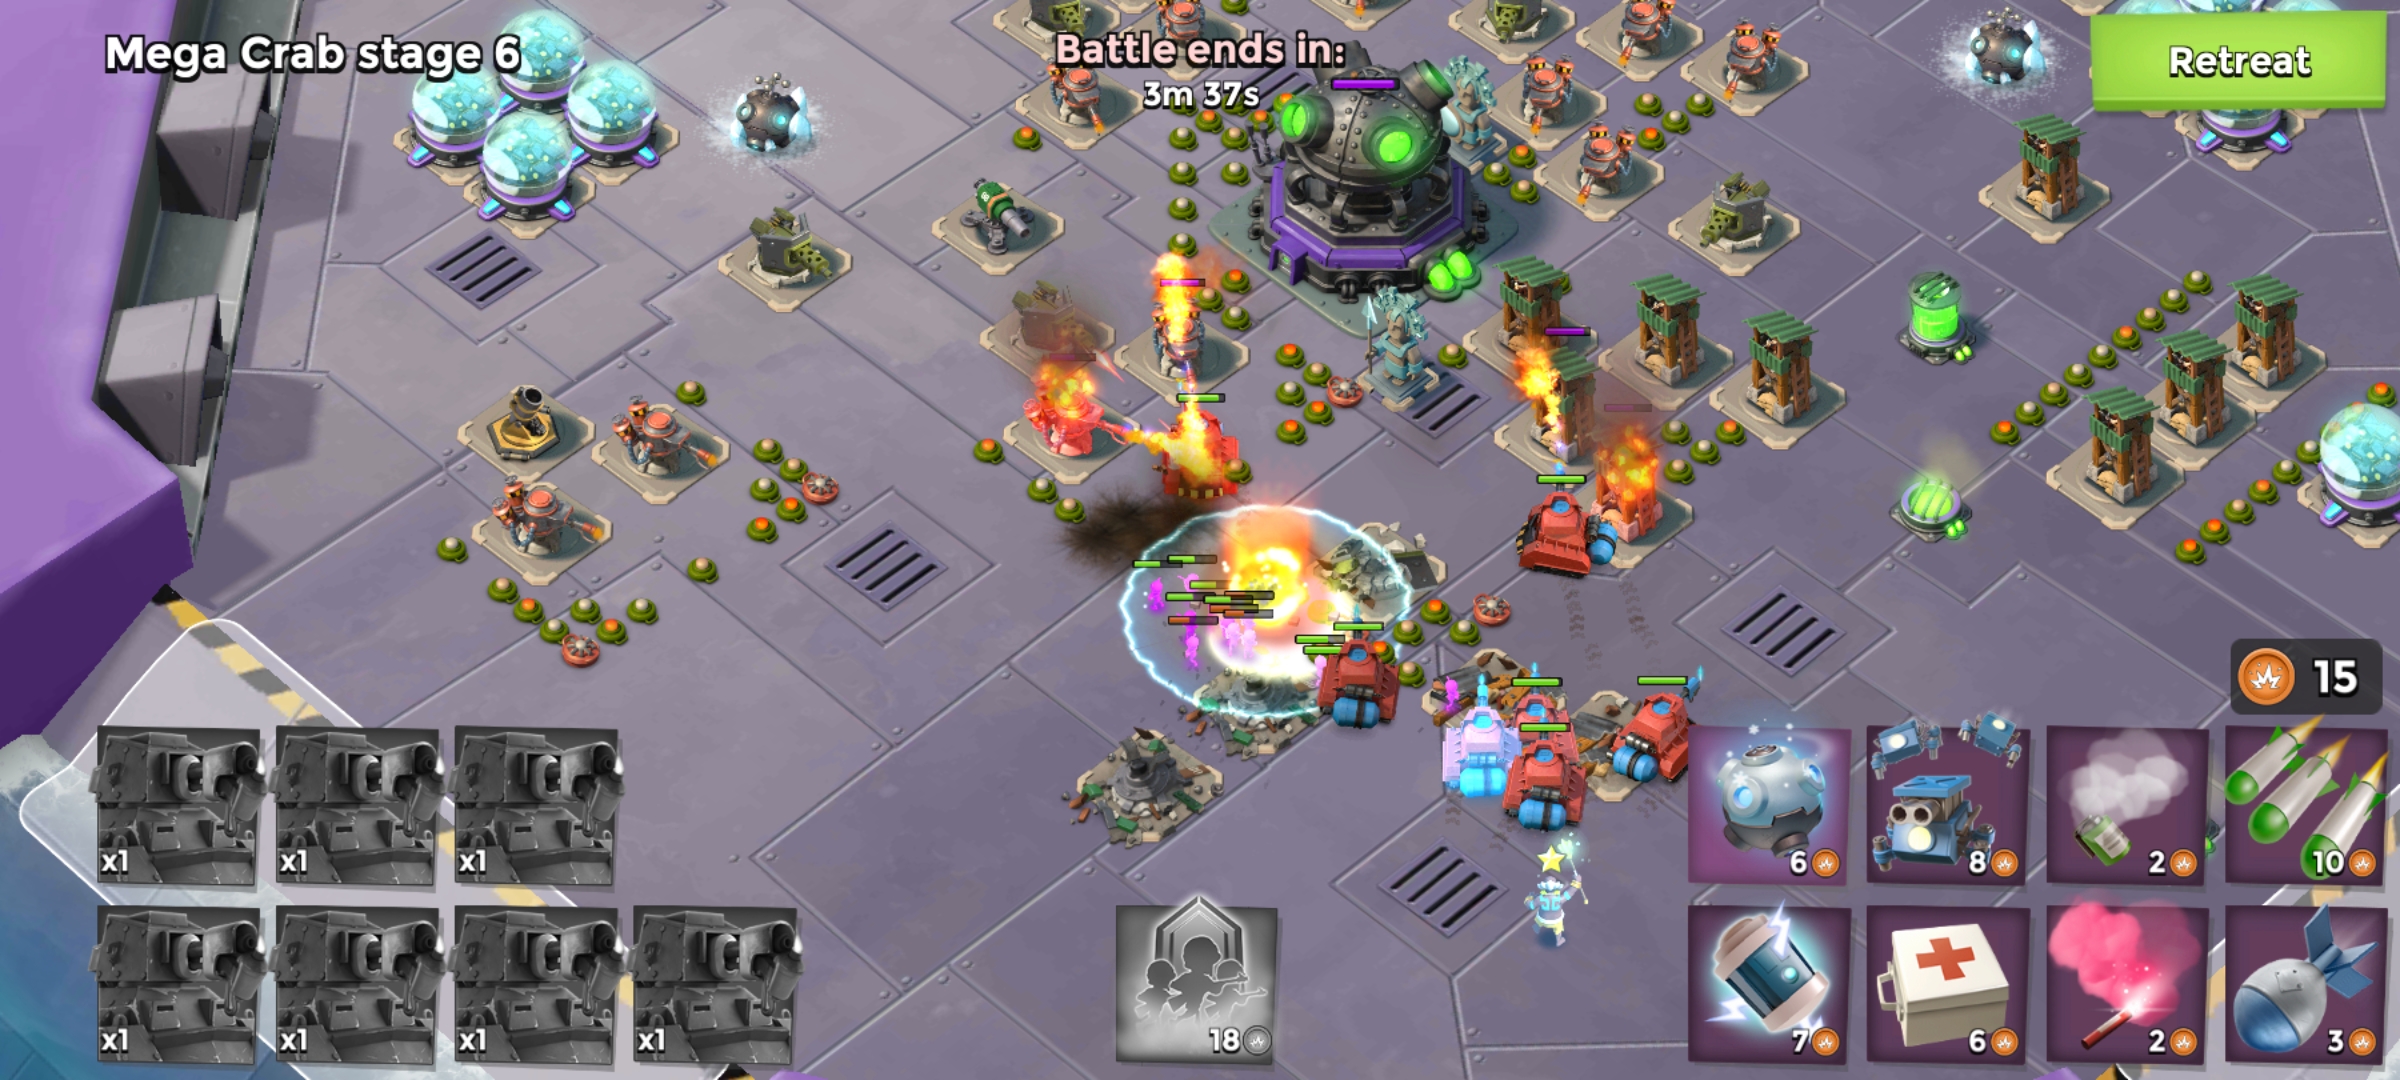 Mega Crab stage 6
Battle ends in:
3m 37s
Retreat
15
x1
x1
x1
6
8
2
10
x1
x1
x1
x1
18
7
6
2
3